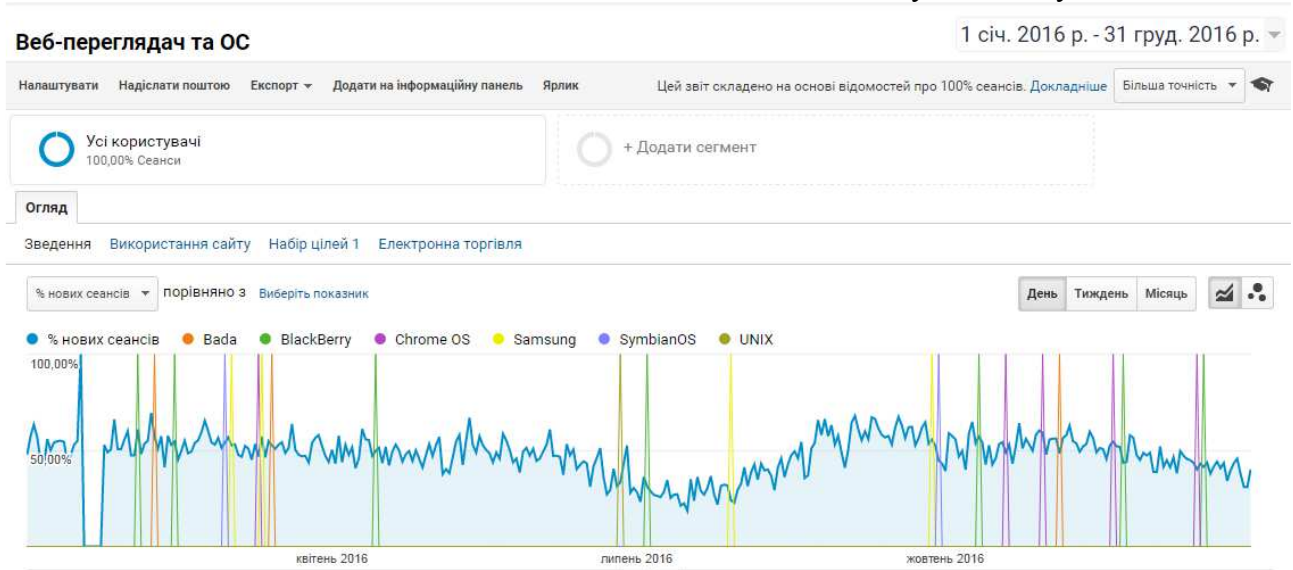 Веб-переглядач та ОС
1 січ. 2016 р. - 31 груд. 2016 р.
Налаштувати Надіслати поштою Експорт Додати на інформаційну панель Ярлик Цей звіт складено на основі відомостей про 100% сеансів. Докладніше Більша точність
Усі користувачі
100,00% Сеанси
+ Додати сегмент
Огляд
Зведення Використання сайту Набір цілей 1 Електронна торгівля
% нових сеансів порівняно з Виберіть показник День Тиждень Місяць
% нових сеансів Bada BlackBerry Chrome OS Samsung SymbianOS UNIX
100,00%
50,00%
квітень 2016 липень 2016 жовтень 2016